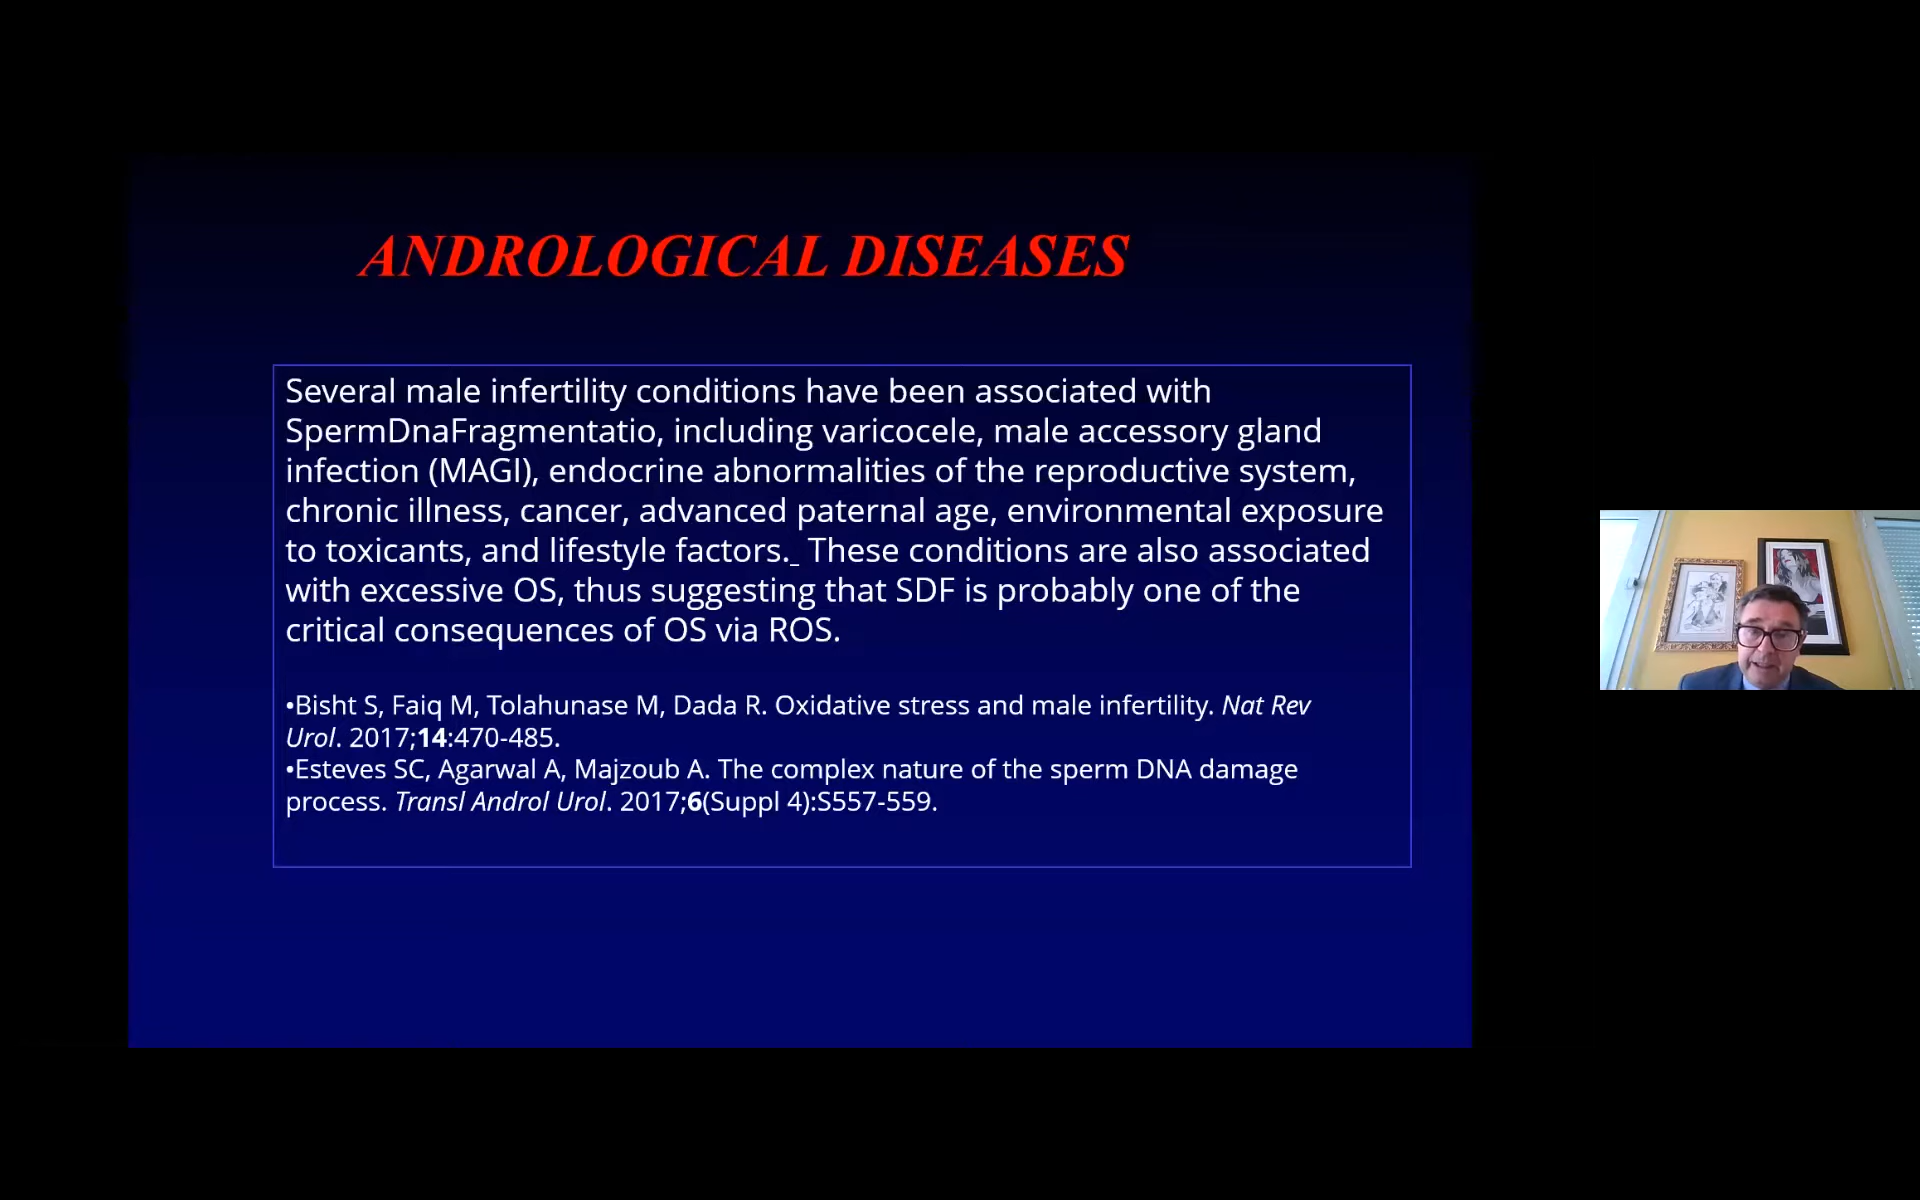 ANDROLOGICAL DISEASES
Several male infertility conditions have been associated with
SpermDnaFragmentatio, including varicocele, male accessory gland
infection (MAGI), endocrine abnormalities of the reproductive system,
chronic illness, cancer, advanced paternal age, environmental exposure
to toxicants, and lifestyle factors._ These conditions are also associated
with excessive OS, thus suggesting that SDF is probably one of the
critical consequences of OS via ROS.
•Bisht S, Faiq M, Tolahunase M, Dada R. Oxidative stress and male infertility. Nat Rev
Urol. 2017;14:470-485.
•Esteves SC, Agarwal A, Majzoub A. The complex nature of the sperm DNA damage
process. Transl Androl Urol. 2017;6(Suppl 4):S557-559.